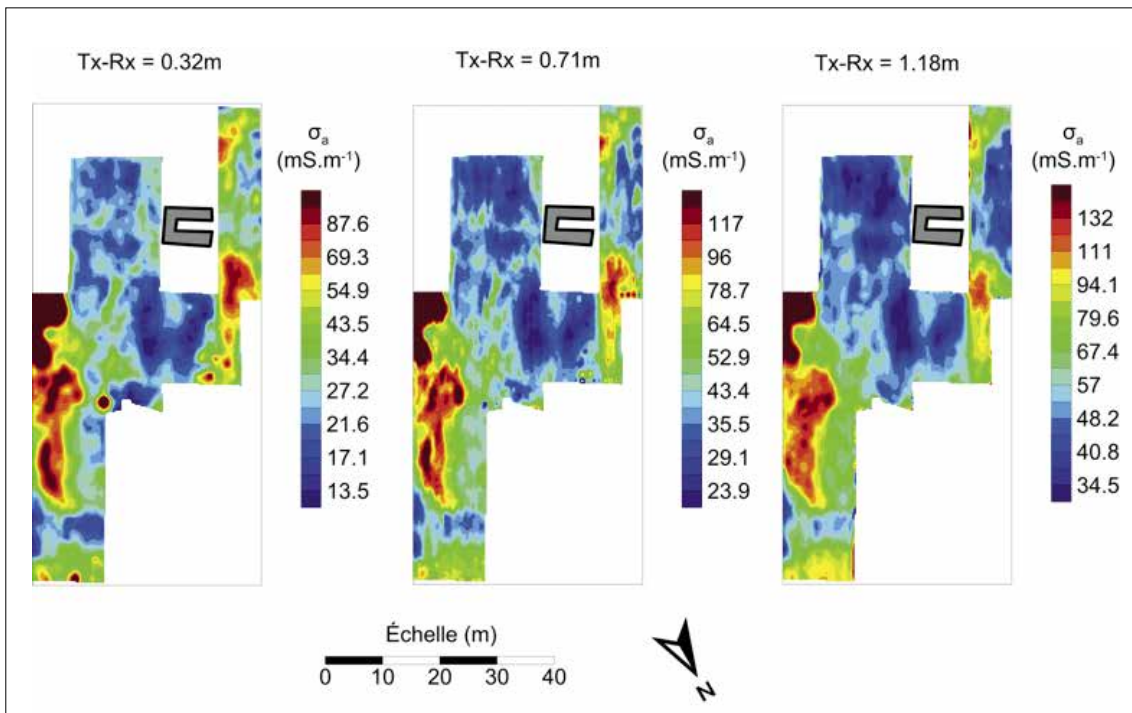 Tx-Rx = 0.32m
σa
(mS.m-1)
87.6
69.3
54.9
43.5
34.4
27.2
21.6
17.1
13.5
Tx-Rx = 0.71m
σa
(mS.m-1)
117
96
78.7
64.5
52.9
43.4
35.5
29.1
23.9
Tx-Rx = 1.18m
σa
(mS.m-1)
132
111
94.1
79.6
67.4
57
48.2
40.8
34.5
Échelle (m)
0 10 20 30 40
N